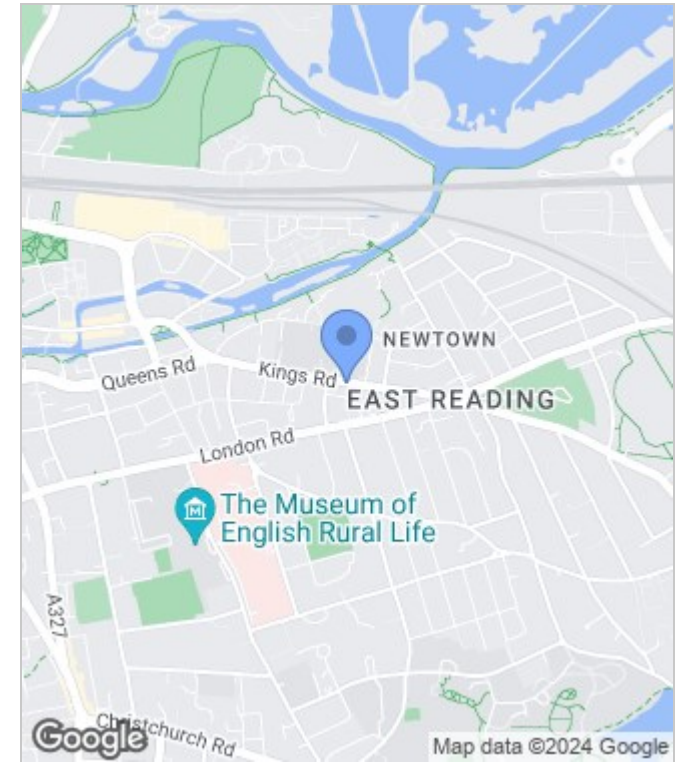 NEWTOWN
Queens Rd
Kings Rd
EAST READING
London Rd
The Museum of
English Rural Life
A327
Christchurch Rd
Google
Map data ©2024 Google